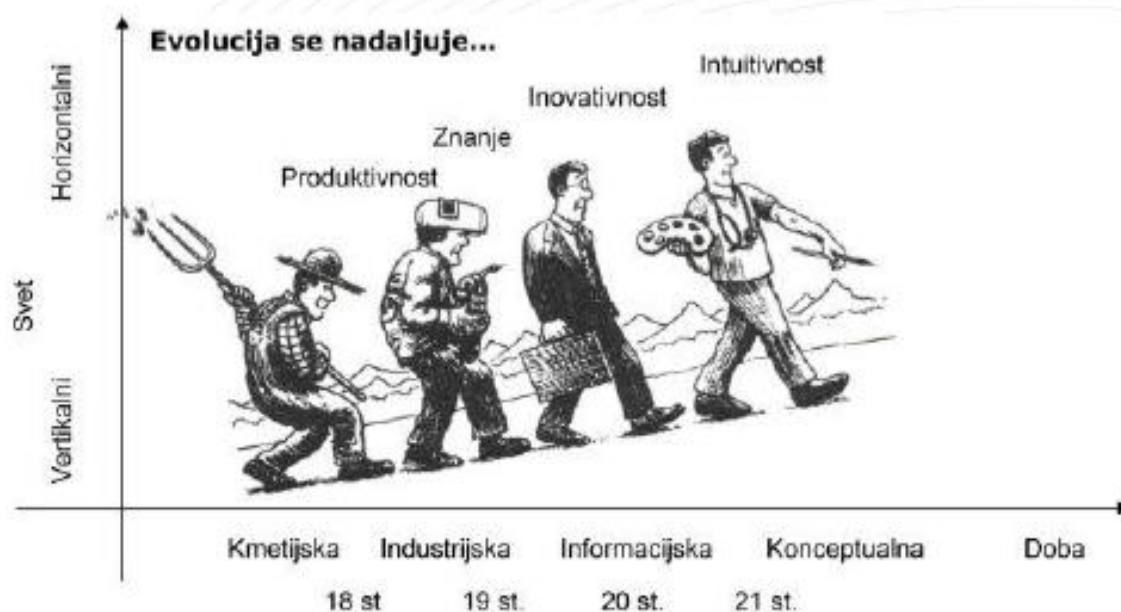 Evolucija se nadaljuje...
Intuitivnost
Inovativnost
Znanje
Produktivnost
Horizontalni
Svet
Vertikalni
Kmetijska Industrijska Informacijska Konceptualna Doba
18 st 19 st. 20 st. 21 st.